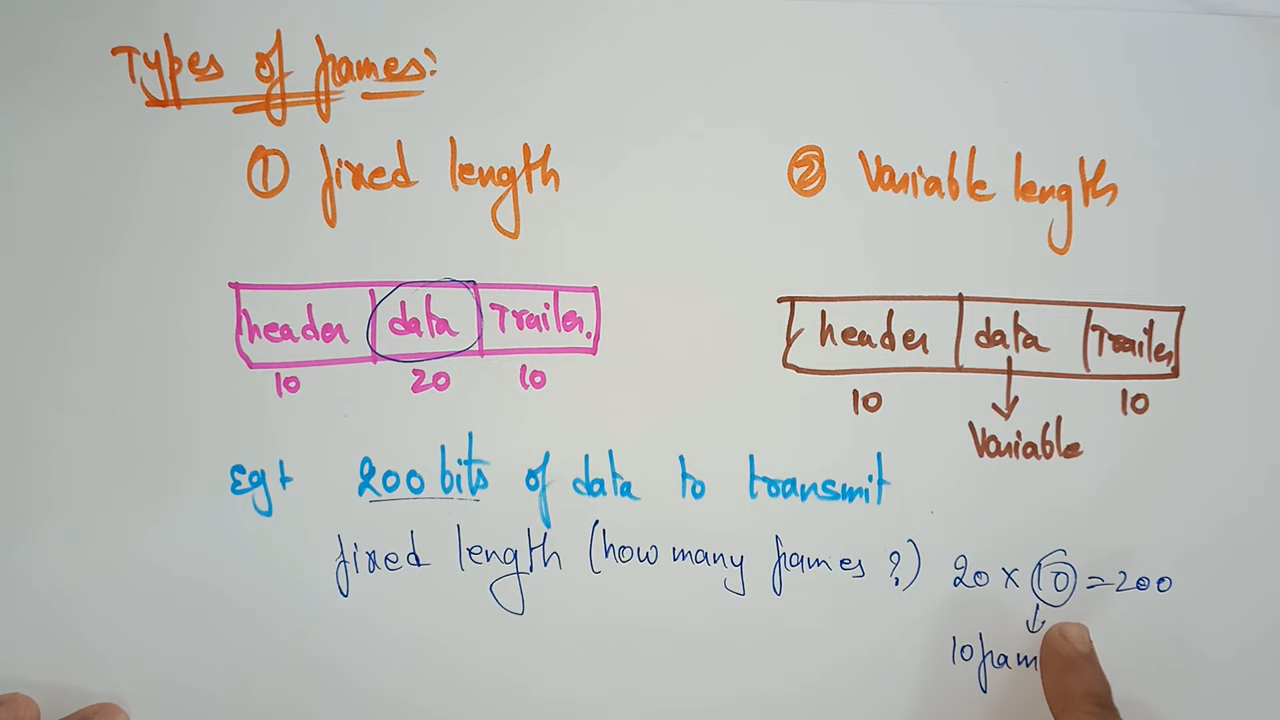 Types of frames:
① fixed length
② Variable length
header data Trailer.
10 20 10
header data Trailer
10 10
Variable
Eg: 200 bits of data to transmit
fixed length (how many frames ?) 20 × 10 = 200
10 fram